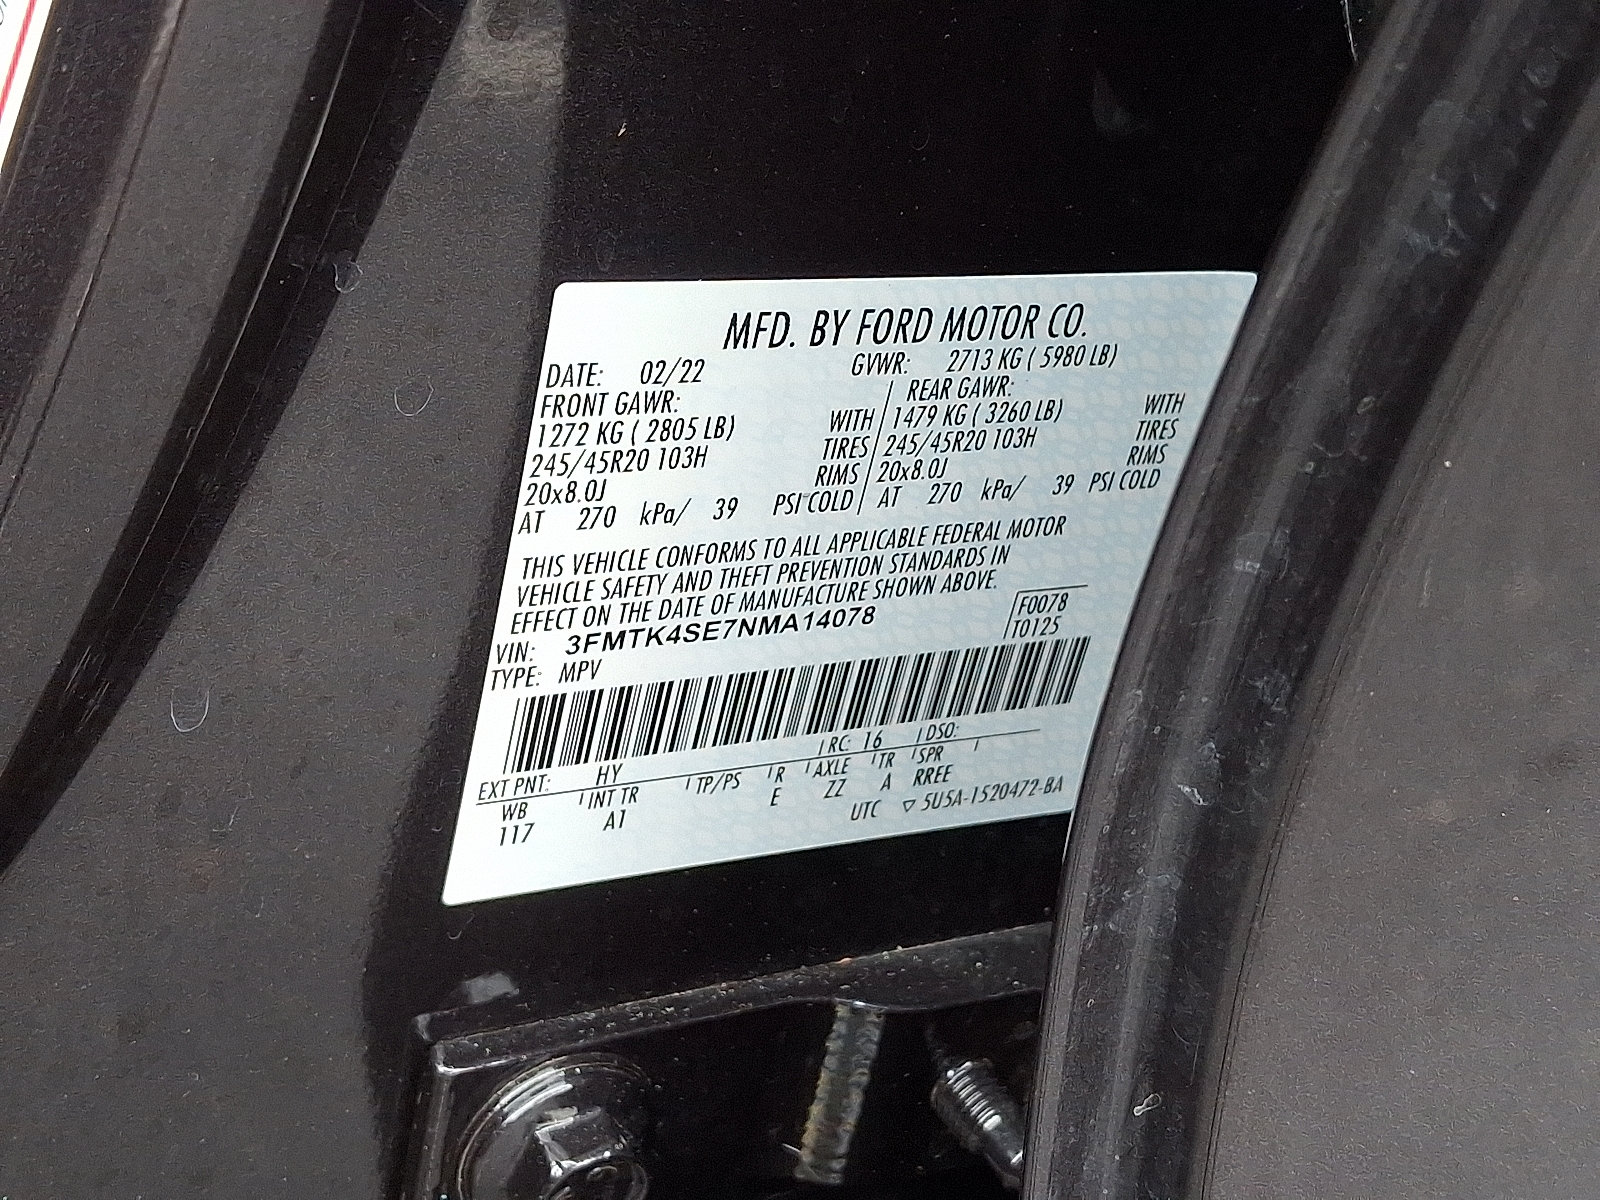 MFD. BY FORD MOTOR CO.
DATE: 02/22 GVWR: 2713 KG ( 5980 LB)
FRONT GAWR: REAR GAWR:
1272 KG ( 2805 LB) WITH 1479 KG ( 3260 LB) WITH
245/45R20 103H TIRES 245/45R20 103H TIRES
20x8.0J RIMS 20x8.0J RIMS
AT 270 kPa/ 39 PSI COLD AT 270 kPa/ 39 PSI COLD
THIS VEHICLE CONFORMS TO ALL APPLICABLE FEDERAL MOTOR
VEHICLE SAFETY AND THEFT PREVENTION STANDARDS IN
EFFECT ON THE DATE OF MANUFACTURE SHOWN ABOVE.
VIN: 3FMTK4SE7NMA14078 F0078
TYPE: MPV T0125
EXT PNT: HY RC: 16 DSO:
WB INT TR TP/PS R AXLE TR SPR
117 A1 E ZZ A RREE
UTC ▽ 5U5A-1520472-BA